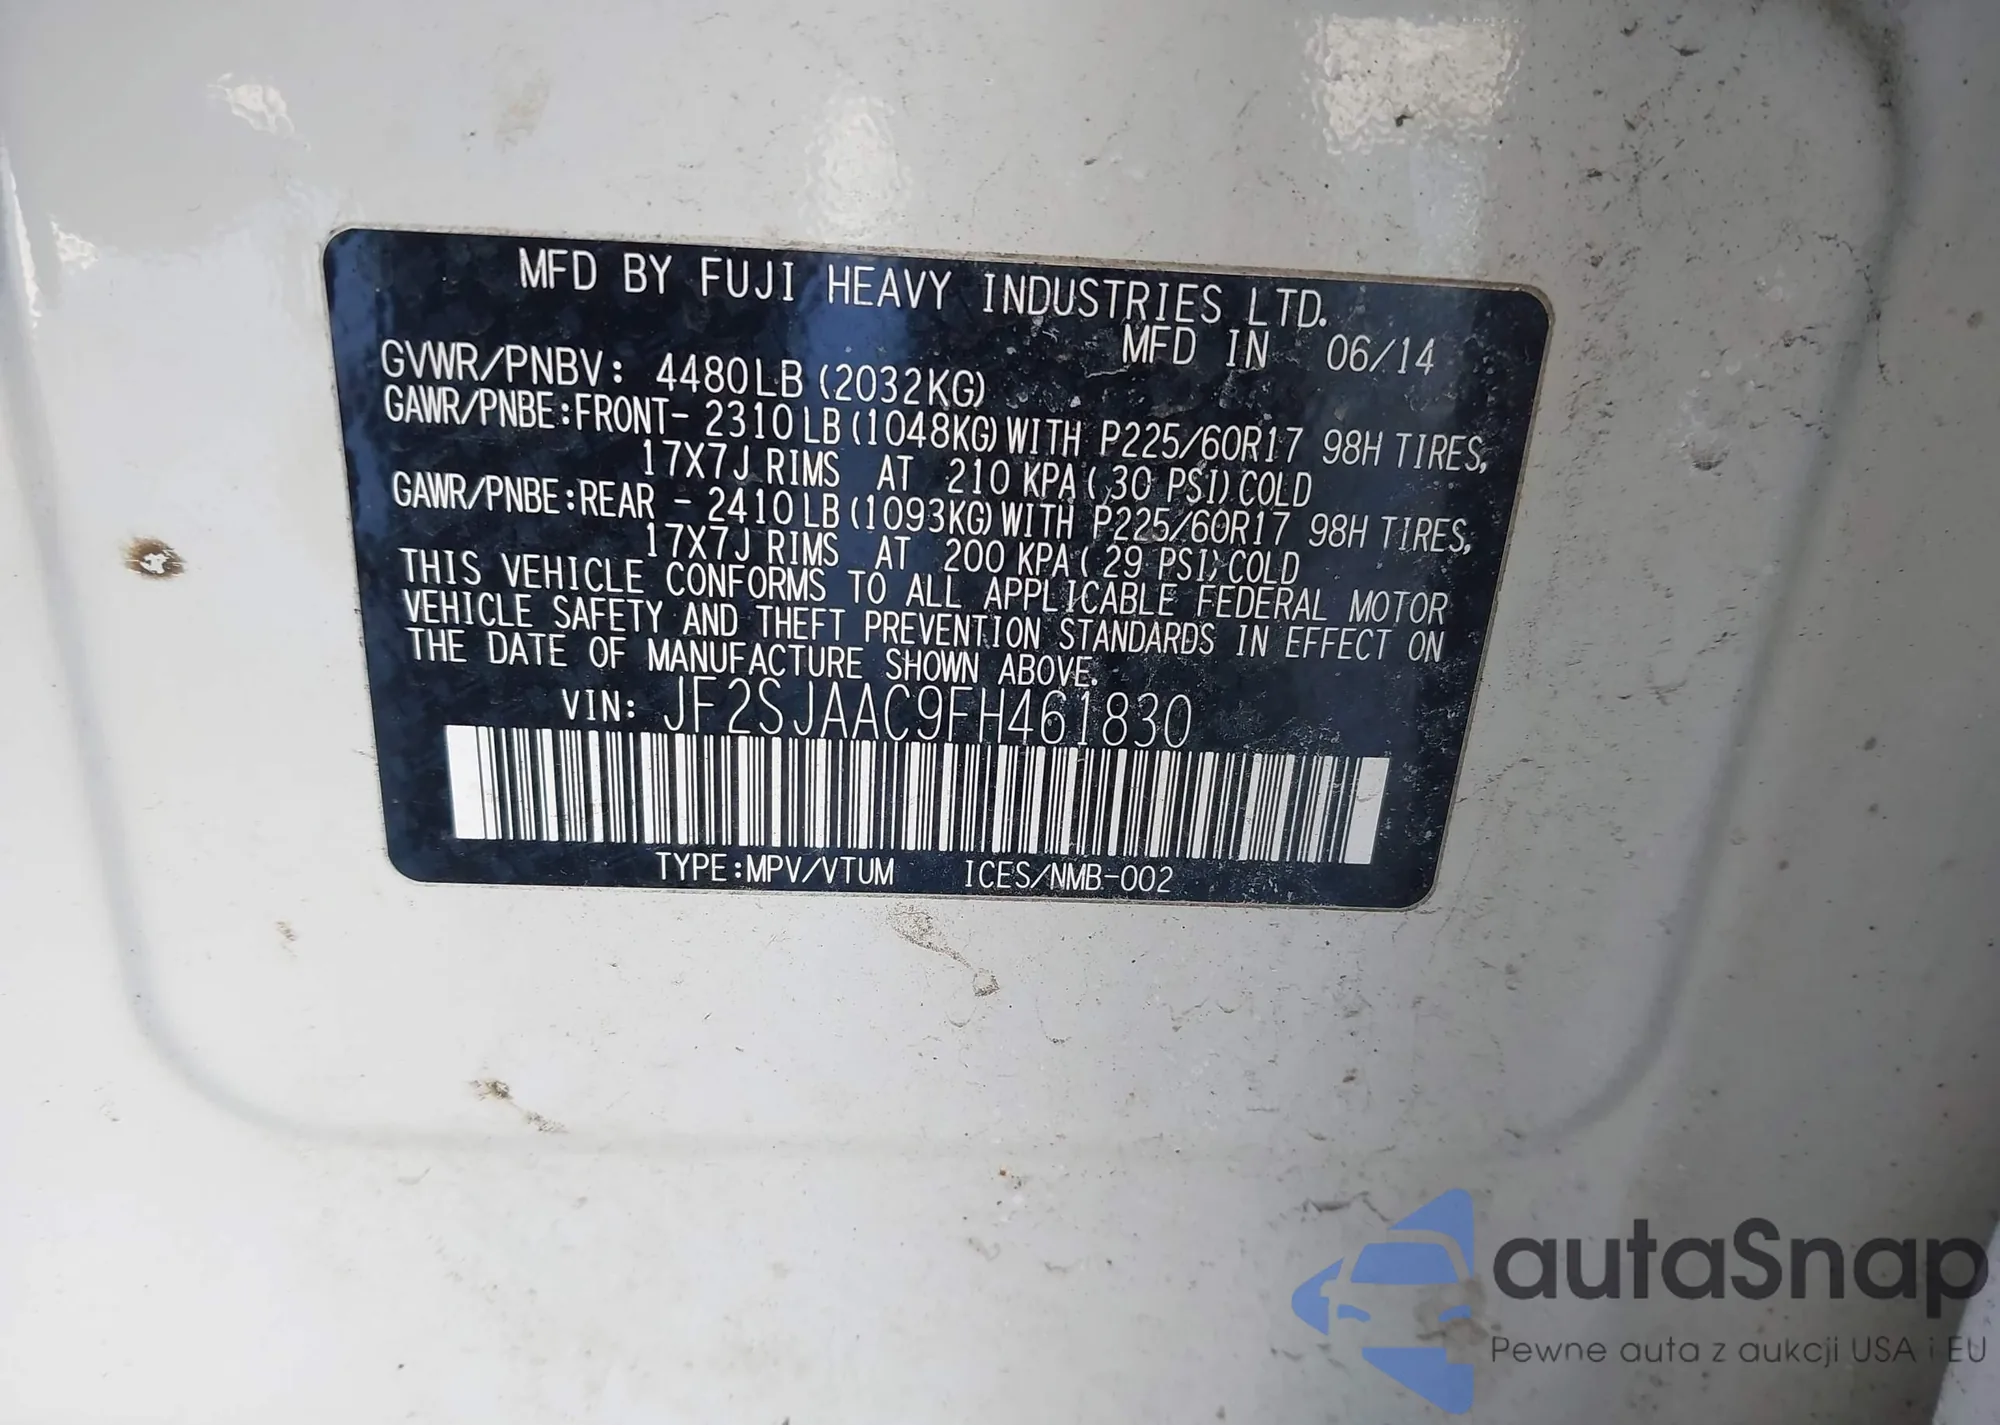 MFD BY FUJI HEAVY INDUSTRIES LTD.
MFD IN 06/14
GVWR/PNBV: 4480LB (2032KG)
GAWR/PNBE:FRONT- 2310LB (1048KG) WITH P225/60R17 98H TIRES,
17X7J RIMS AT 210 KPA ( 30 PSI) COLD
GAWR/PNBE:REAR - 2410LB (1093KG) WITH P225/60R17 98H TIRES,
17X7J RIMS AT 200 KPA ( 29 PSI) COLD
THIS VEHICLE CONFORMS TO ALL APPLICABLE FEDERAL MOTOR
VEHICLE SAFETY AND THEFT PREVENTION STANDARDS IN EFFECT ON
THE DATE OF MANUFACTURE SHOWN ABOVE.
VIN: JF2SJAAC9FH461830
TYPE:MPV/VTUM ICES/NMB-002
autaSnap
Pewne auta z aukcji USA i EU